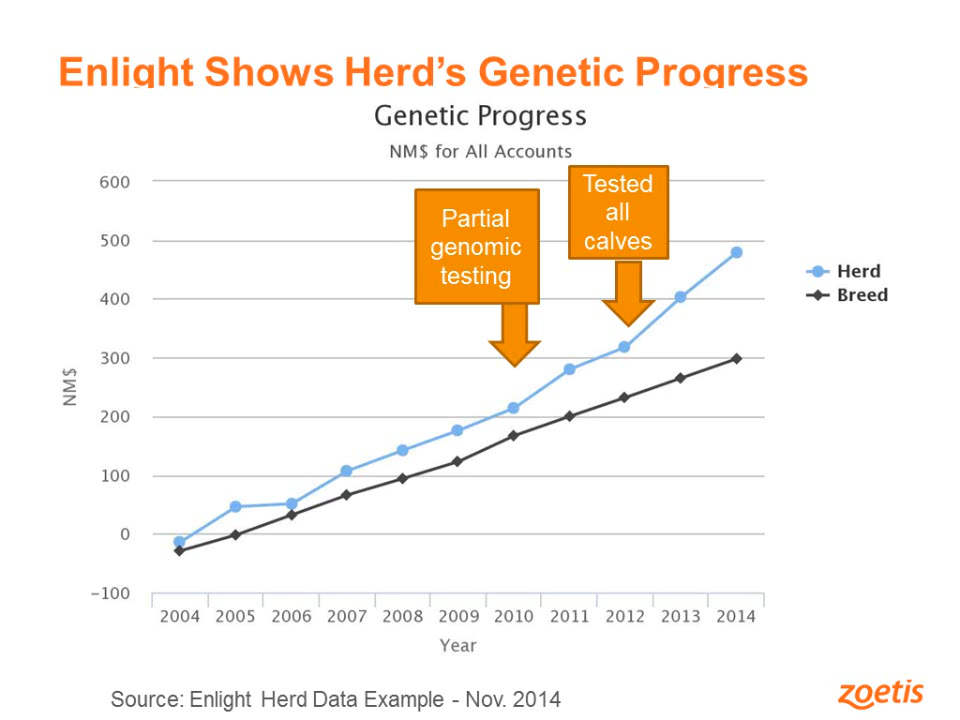 Enlight Shows Herd's Genetic Progress
Genetic Progress
NM$ for All Accounts
600
500
400
300
200
100
0
-100
NM$
Partial
genomic
testing
Tested
all
calves
Herd
Breed
2004 2005 2006 2007 2008 2009 2010 2011 2012 2013 2014
Year
Source: Enlight Herd Data Example - Nov. 2014
zoetis